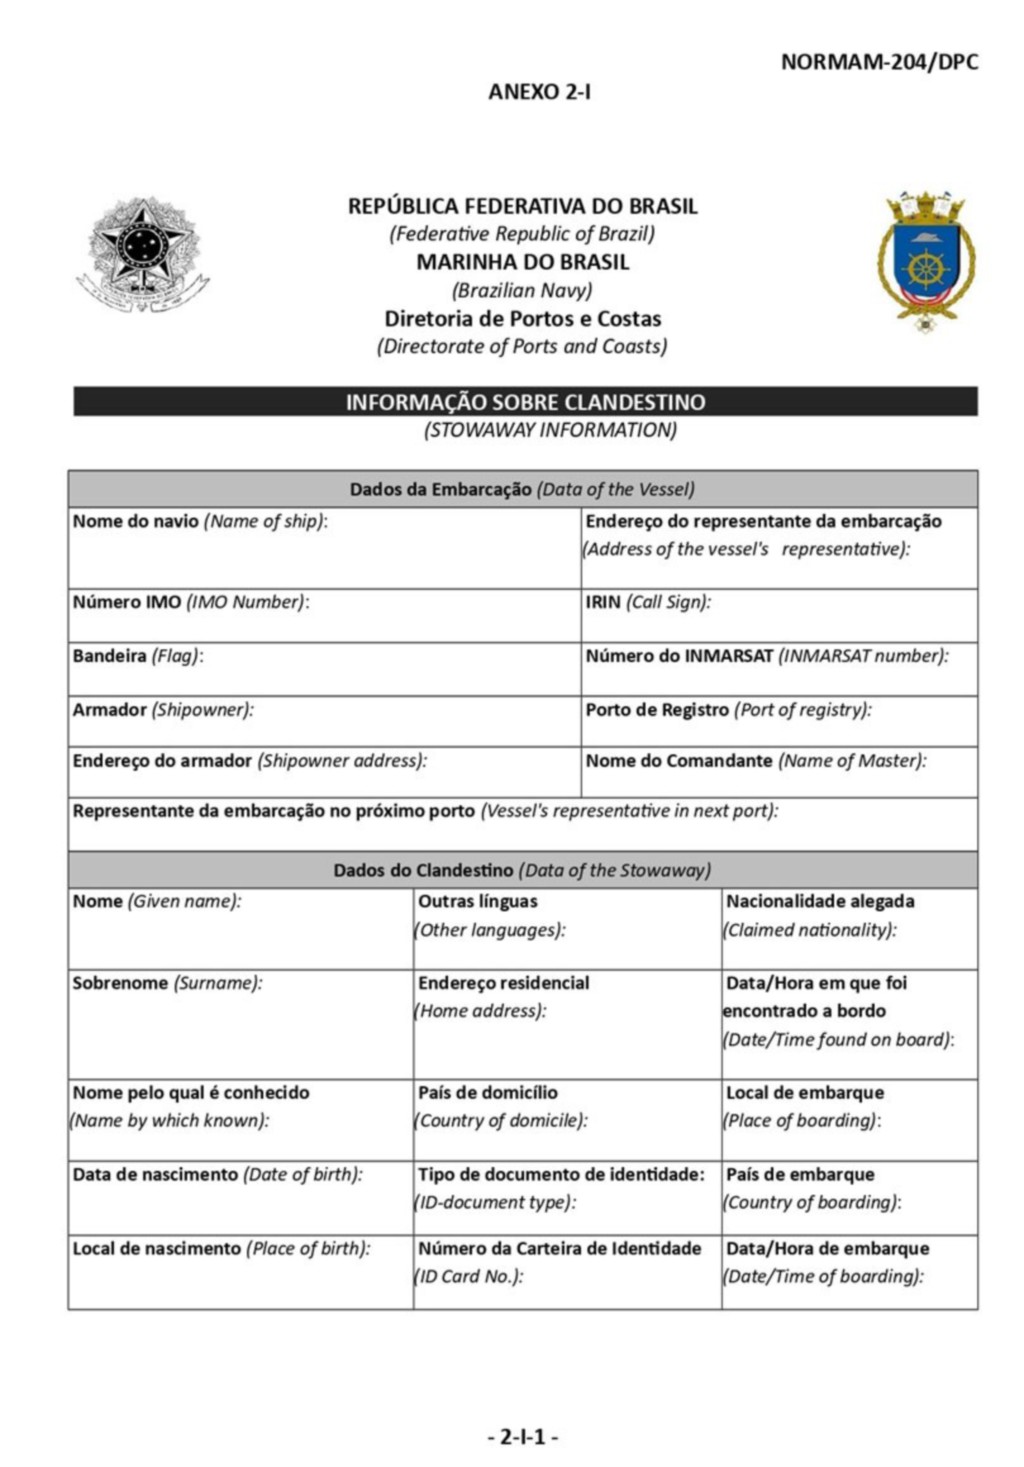 NORMAM-204/DPC
ANEXO 2-I
REPÚBLICA FEDERATIVA DO BRASIL
(Federative Republic of Brazil)
MARINHA DO BRASIL
(Brazilian Navy)
Diretoria de Portos e Costas
(Directorate of Ports and Coasts)
INFORMAÇÃO SOBRE CLANDESTINO
(STOWAWAY INFORMATION)
Dados da Embarcação (Data of the Vessel)
Nome do navio (Name of ship):
Endereço do representante da embarcação
(Address of the vessel's representative):
Número IMO (IMO Number):
IRIN (Call Sign):
Bandeira (Flag):
Número do INMARSAT (INMARSAT number):
Armador (Shipowner):
Porto de Registro (Port of registry):
Endereço do armador (Shipowner address):
Nome do Comandante (Name of Master):
Representante da embarcação no próximo porto (Vessel's representative in next port):
Dados do Clandestino (Data of the Stowaway)
Nome (Given name):
Outras línguas
(Other languages):
Nacionalidade alegada
(Claimed nationality):
Sobrenome (Surname):
Endereço residencial
(Home address):
Data/Hora em que foi
encontrado a bordo
(Date/Time found on board):
Nome pelo qual é conhecido
(Name by which known):
País de domicílio
(Country of domicile):
Local de embarque
(Place of boarding):
Data de nascimento (Date of birth):
Tipo de documento de identidade:
(ID-document type):
País de embarque
(Country of boarding):
Local de nascimento (Place of birth):
Número da Carteira de Identidade
(ID Card No.):
Data/Hora de embarque
(Date/Time of boarding):
- 2-I-1 -